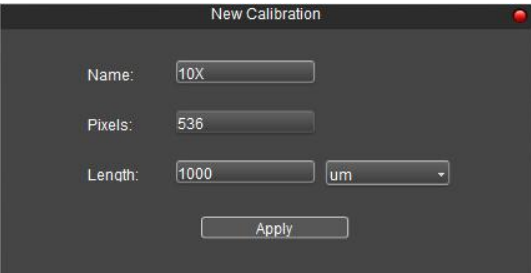 New Calibration
Name: 10X
Pixels: 536
Length: 1000 um
Apply